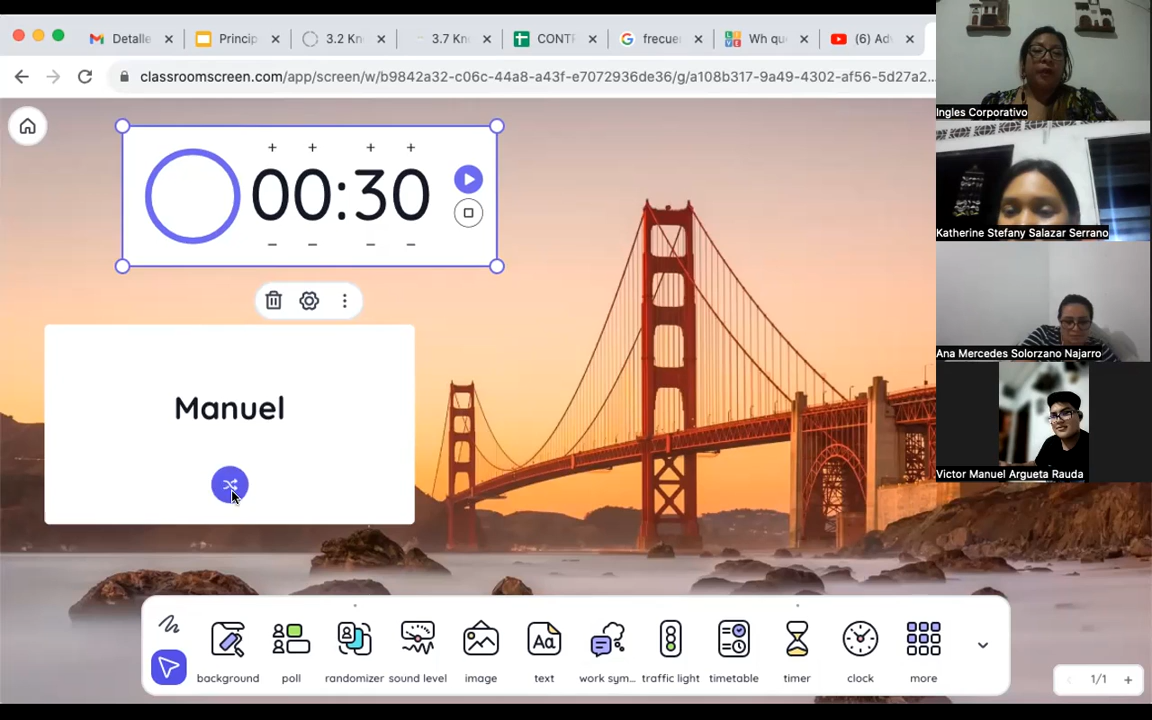 Detalle
Princip
3.2 Kn
3.7 Kn
CONTR
frecue
Wh qu
(6) Adv
classroomscreen.com/app/screen/w/b9842a32-c06c-44a8-a43f-e7072936de36/g/a108b317-9a49-4302-af56-5d27a2...
Ingles Corporativo
+ + + +
00:30
− − − −
Katherine Stefany Salazar Serrano
Ana Mercedes Solorzano Najarro
Manuel
Victor Manuel Argueta Rauda
Aa
background poll randomizer sound level image text work sym... traffic light timetable timer clock more
1/1 +